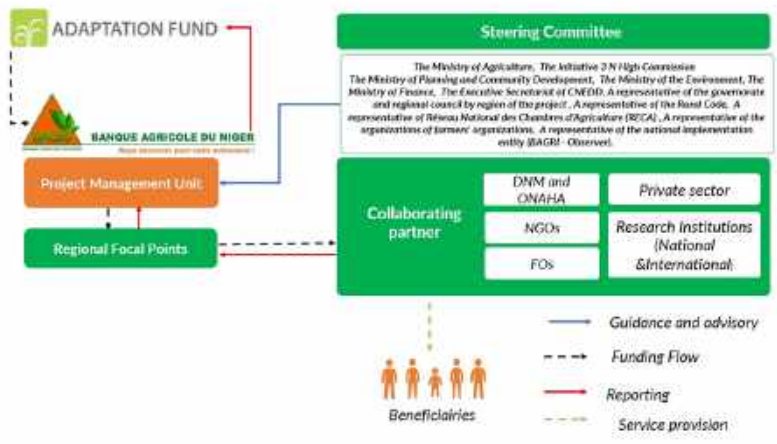 ADAPTATION FUND
Steering Committee
The Ministry of Agriculture, The Initiative 3 N High Commission
The Ministry of Planning and Community Development, The Ministry of the Environment, The
Ministry of Finance, The Executive Secretariat of CNEDD, A representative of the governorate
and regional council by region of the project, A representative of the Rural Code, A
representative of Réseau National des Chambres d'Agriculture (RECA), A representative of the
organizations of farmers' organizations, A representative of the national implementation
entity (BAGRI - Observer).
BANQUE AGRICOLE DU NIGER
Project Management Unit
Regional Focal Points
Collaborating
partner
DNM and
ONAHA
NGOs
FOs
Private sector
Research Institutions
(National
&International)
Beneficiairies
Guidance and advisory
Funding Flow
Reporting
Service provision